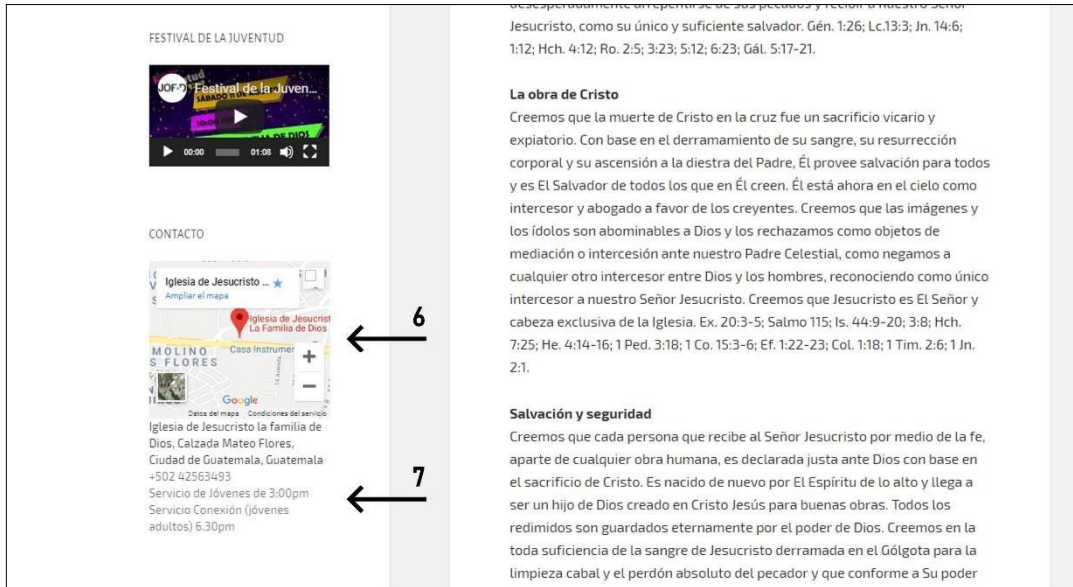 FESTIVAL DE LA JUVENTUD
JOFD
Festival de la Juven...
00:00
01:08
CONTACTO
Iglesia de Jesucristo ...
Ampliar el mapa
Iglesia de Jesucrist
La Familia de Dios
MOLINO
S FLORES
Casa Instrumen
Google
Datos del mapa Condiciones del servicio
Iglesia de Jesucristo la familia de
Dios, Calzada Mateo Flores,
Ciudad de Guatemala, Guatemala
+502 42563493
Servicio de Jóvenes de 3:00pm
Servicio Conexión (jóvenes
adultos) 6.30pm
6
7
desesperadamente arrepentirse de sus pecados y recibir a nuestro Señor
Jesucristo, como su único y suficiente salvador. Gén. 1:26; Lc.13:3; Jn. 14:6;
1:12; Hch. 4:12; Ro. 2:5; 3:23; 5:12; 6:23; Gál. 5:17-21.
La obra de Cristo
Creemos que la muerte de Cristo en la cruz fue un sacrificio vicario y
expiatorio. Con base en el derramamiento de su sangre, su resurrección
corporal y su ascensión a la diestra del Padre, Él provee salvación para todos
y es El Salvador de todos los que en Él creen. Él está ahora en el cielo como
intercesor y abogado a favor de los creyentes. Creemos que las imágenes y
los ídolos son abominables a Dios y los rechazamos como objetos de
mediación o intercesión ante nuestro Padre Celestial, como negamos a
cualquier otro intercesor entre Dios y los hombres, reconociendo como único
intercesor a nuestro Señor Jesucristo. Creemos que Jesucristo es El Señor y
cabeza exclusiva de la Iglesia. Ex. 20:3-5; Salmo 115; Is. 44:9-20; 3:8; Hch.
7:25; He. 4:14-16; 1 Ped. 3:18; 1 Co. 15:3-6; Ef. 1:22-23; Col. 1:18; 1 Tim. 2:6; 1 Jn.
2:1.
Salvación y seguridad
Creemos que cada persona que recibe al Señor Jesucristo por medio de la fe,
aparte de cualquier obra humana, es declarada justa ante Dios con base en
el sacrificio de Cristo. Es nacido de nuevo por El Espíritu de lo alto y llega a
ser un hijo de Dios creado en Cristo Jesús para buenas obras. Todos los
redimidos son guardados eternamente por el poder de Dios. Creemos en la
toda suficiencia de la sangre de Jesucristo derramada en el Gólgota para la
limpieza cabal y el perdón absoluto del pecador y que conforme a Su poder